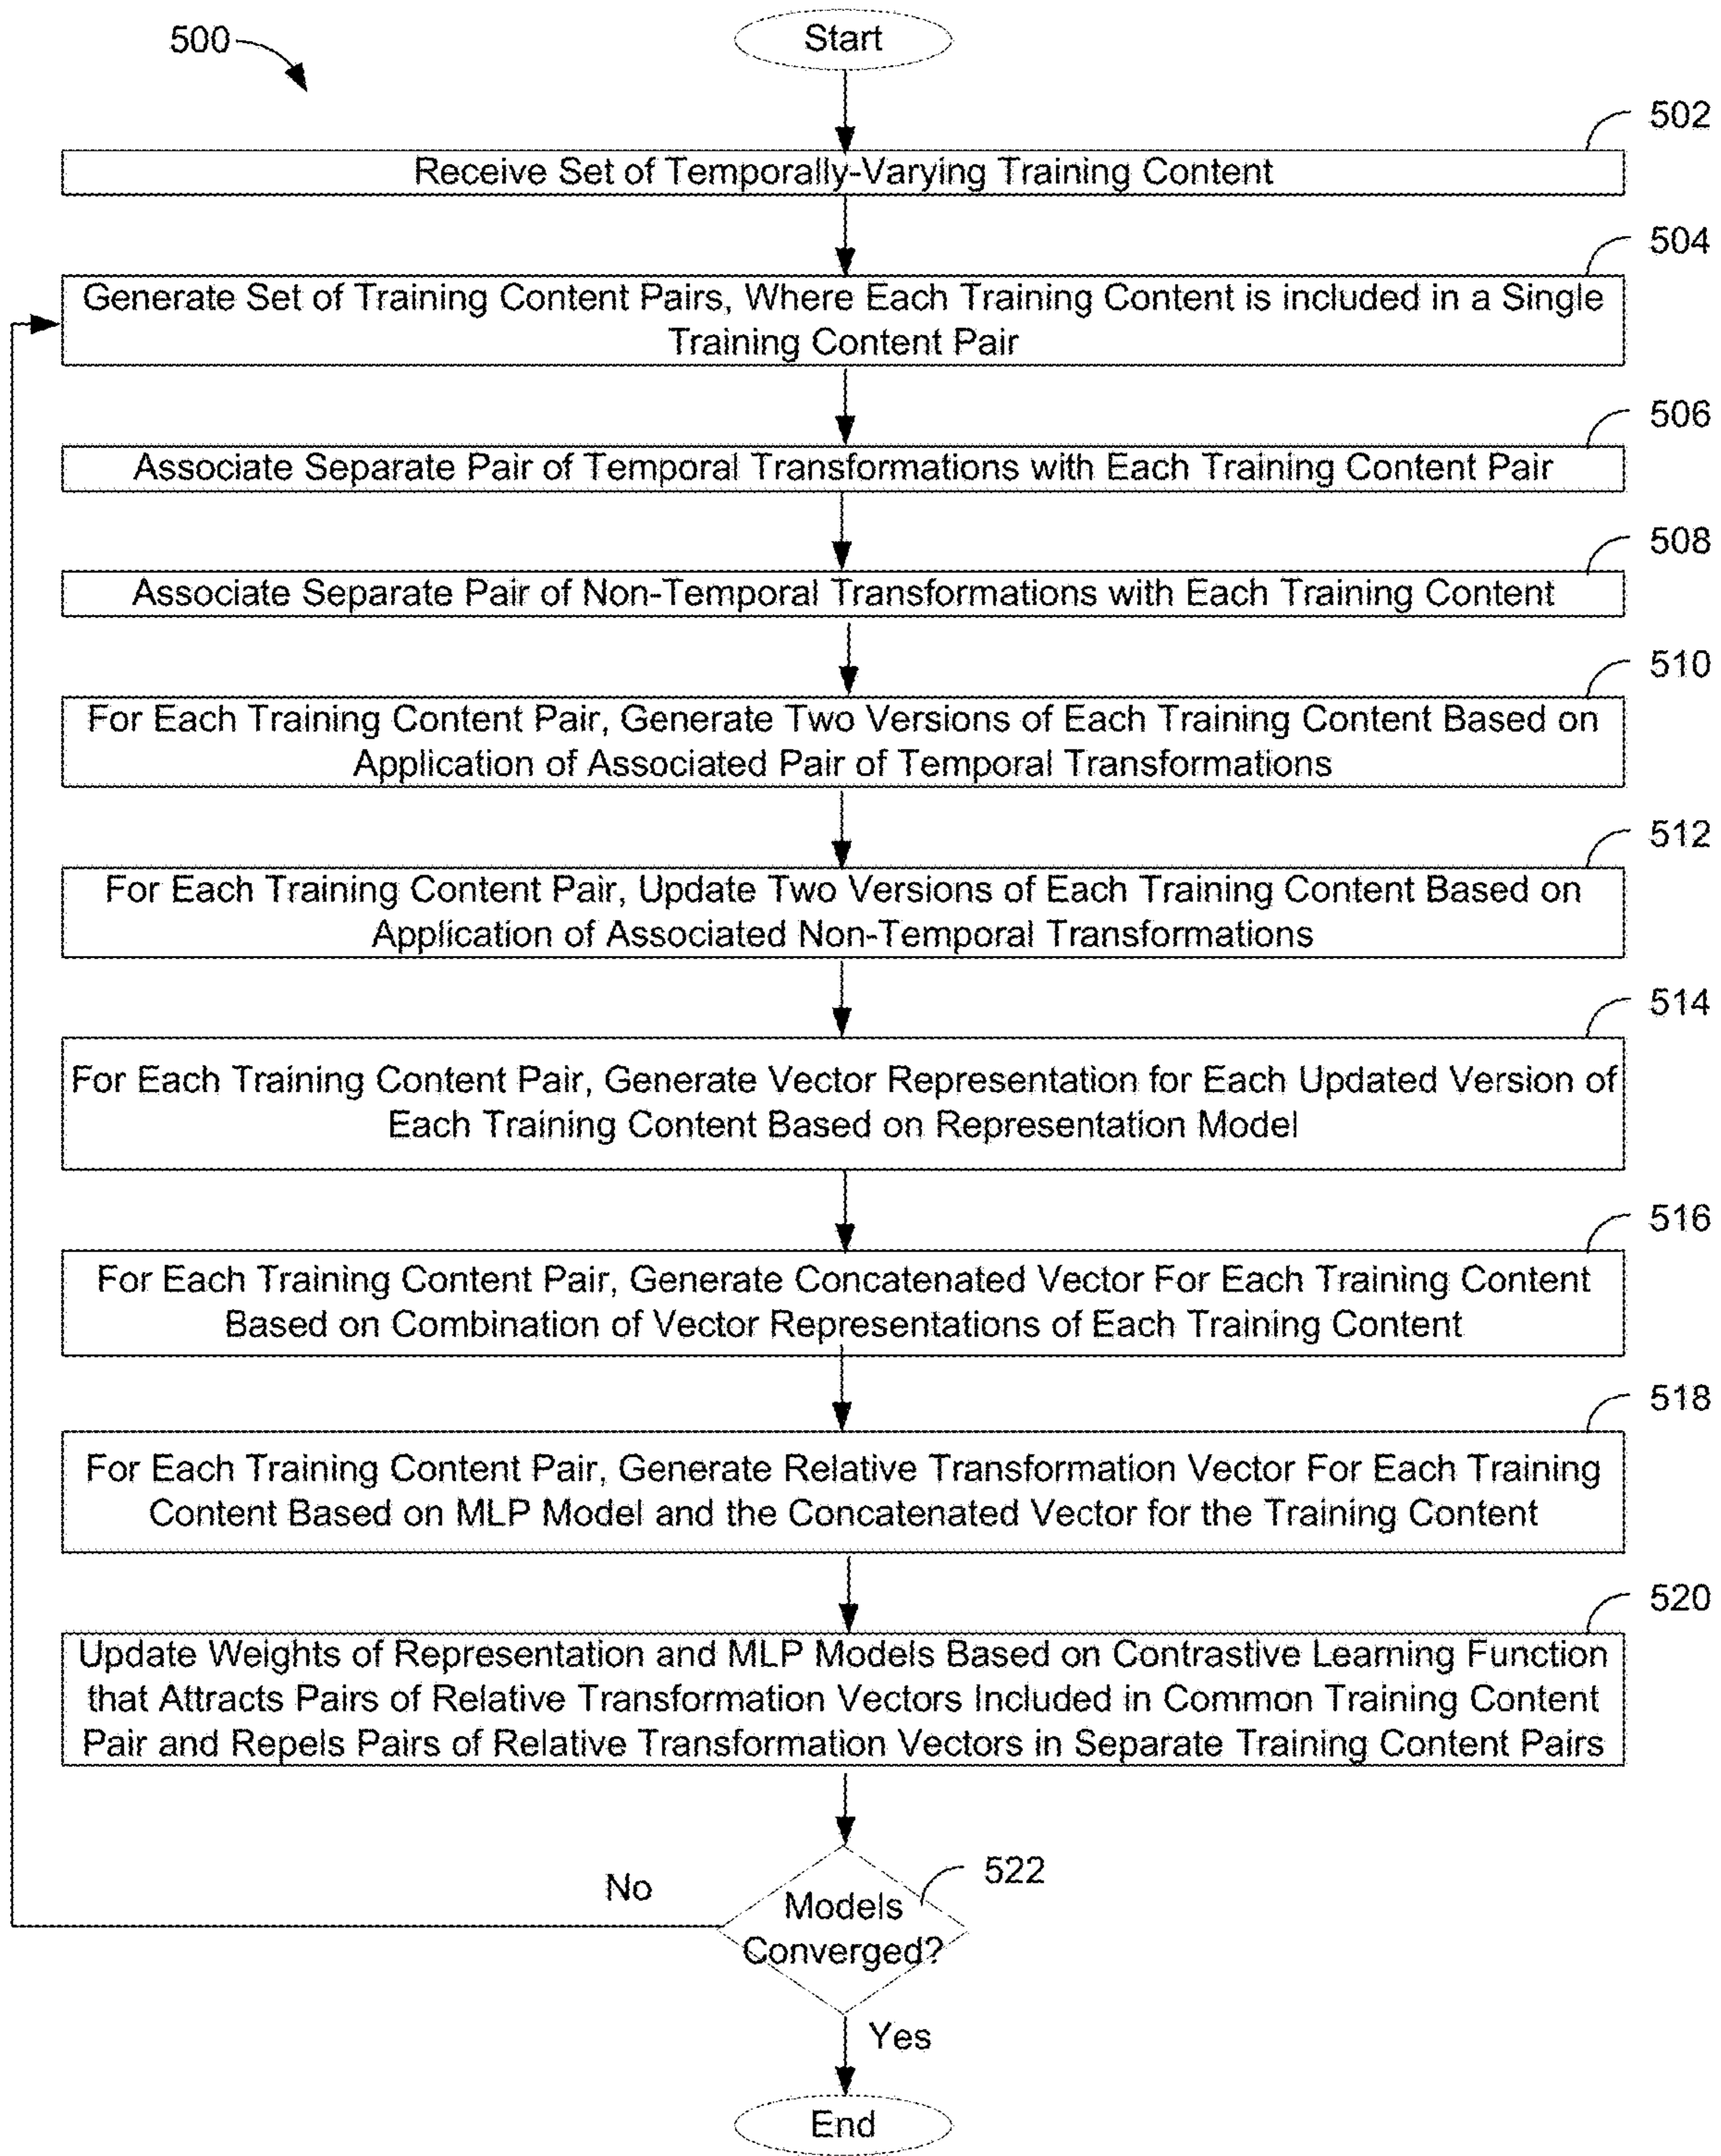 500
Start
502
Receive Set of Temporally-Varying Training Content
504
Generate Set of Training Content Pairs, Where Each Training Content is included in a Single
Training Content Pair
506
Associate Separate Pair of Temporal Transformations with Each Training Content Pair
508
Associate Separate Pair of Non-Temporal Transformations with Each Training Content
510
For Each Training Content Pair, Generate Two Versions of Each Training Content Based on
Application of Associated Pair of Temporal Transformations
512
For Each Training Content Pair, Update Two Versions of Each Training Content Based on
Application of Associated Non-Temporal Transformations
514
For Each Training Content Pair, Generate Vector Representation for Each Updated Version of
Each Training Content Based on Representation Model
516
For Each Training Content Pair, Generate Concatenated Vector For Each Training Content
Based on Combination of Vector Representations of Each Training Content
518
For Each Training Content Pair, Generate Relative Transformation Vector For Each Training
Content Based on MLP Model and the Concatenated Vector for the Training Content
520
Update Weights of Representation and MLP Models Based on Contrastive Learning Function
that Attracts Pairs of Relative Transformation Vectors Included in Common Training Content
Pair and Repels Pairs of Relative Transformation Vectors in Separate Training Content Pairs
522
No
Models
Converged?
Yes
End